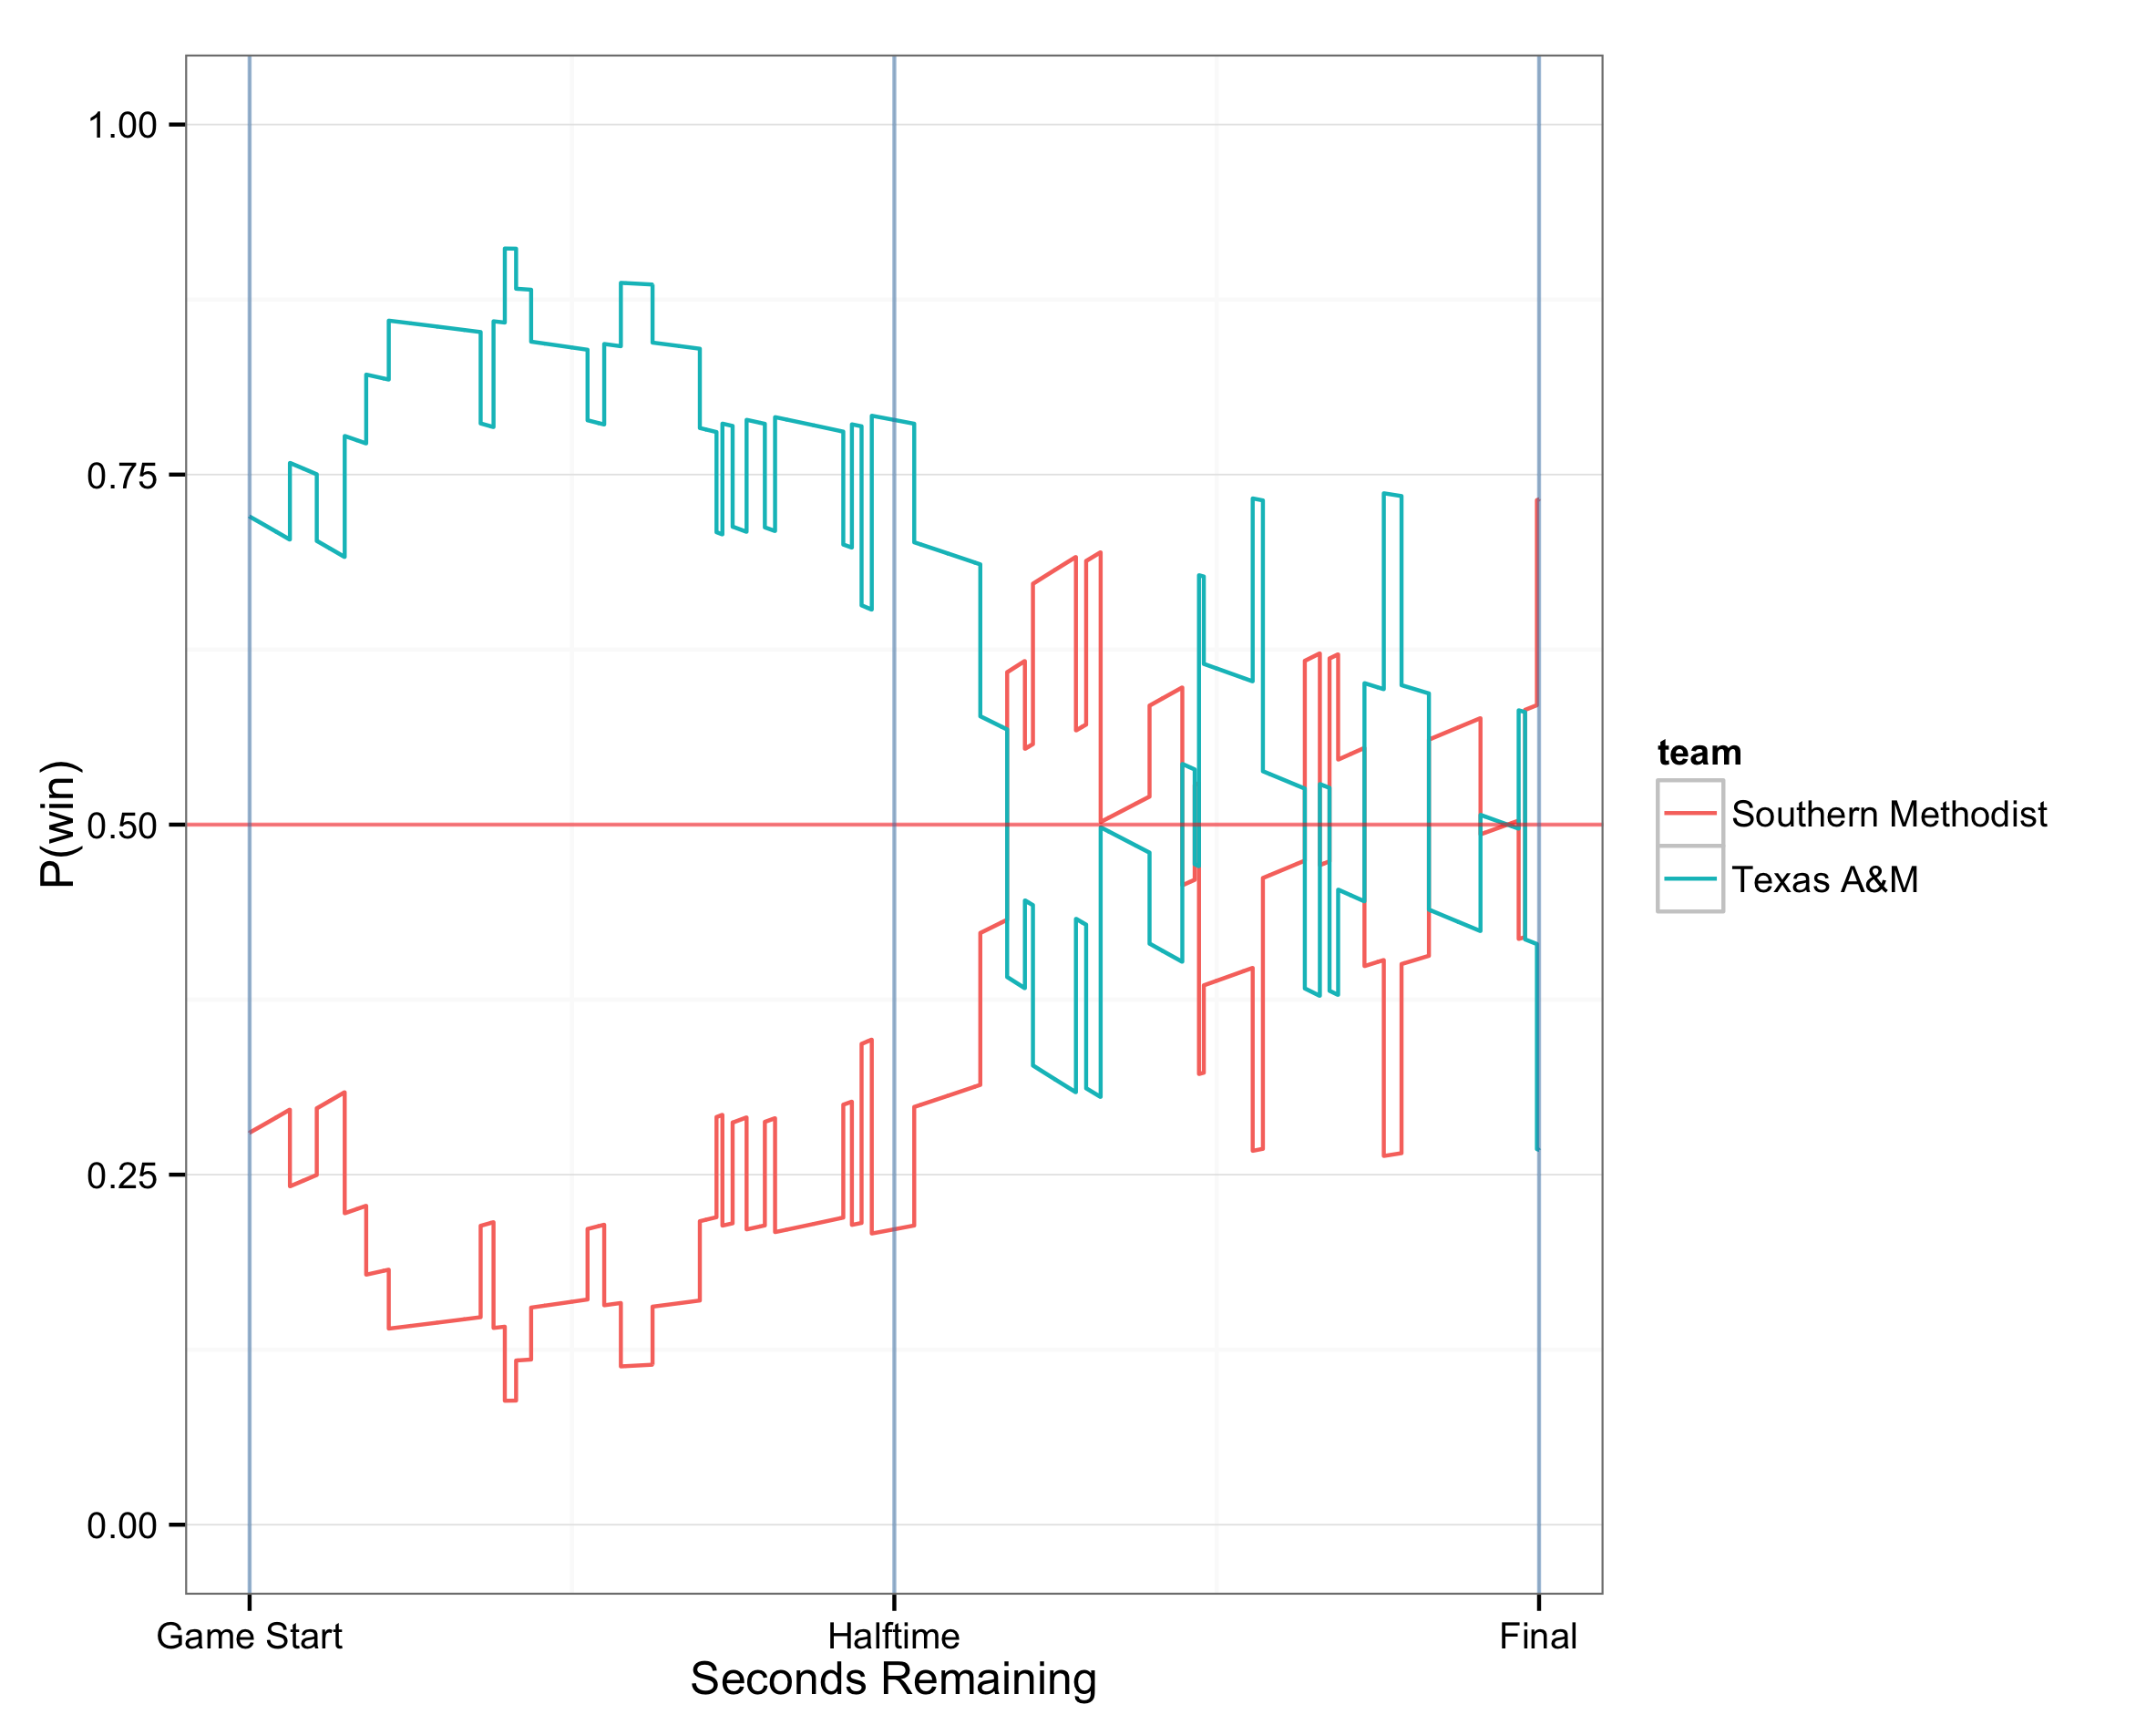 1.00
0.75
0.50
0.25
0.00
P(win)
Game Start
Halftime
Final
Seconds Remaining
team
Southern Methodist
Texas A&M